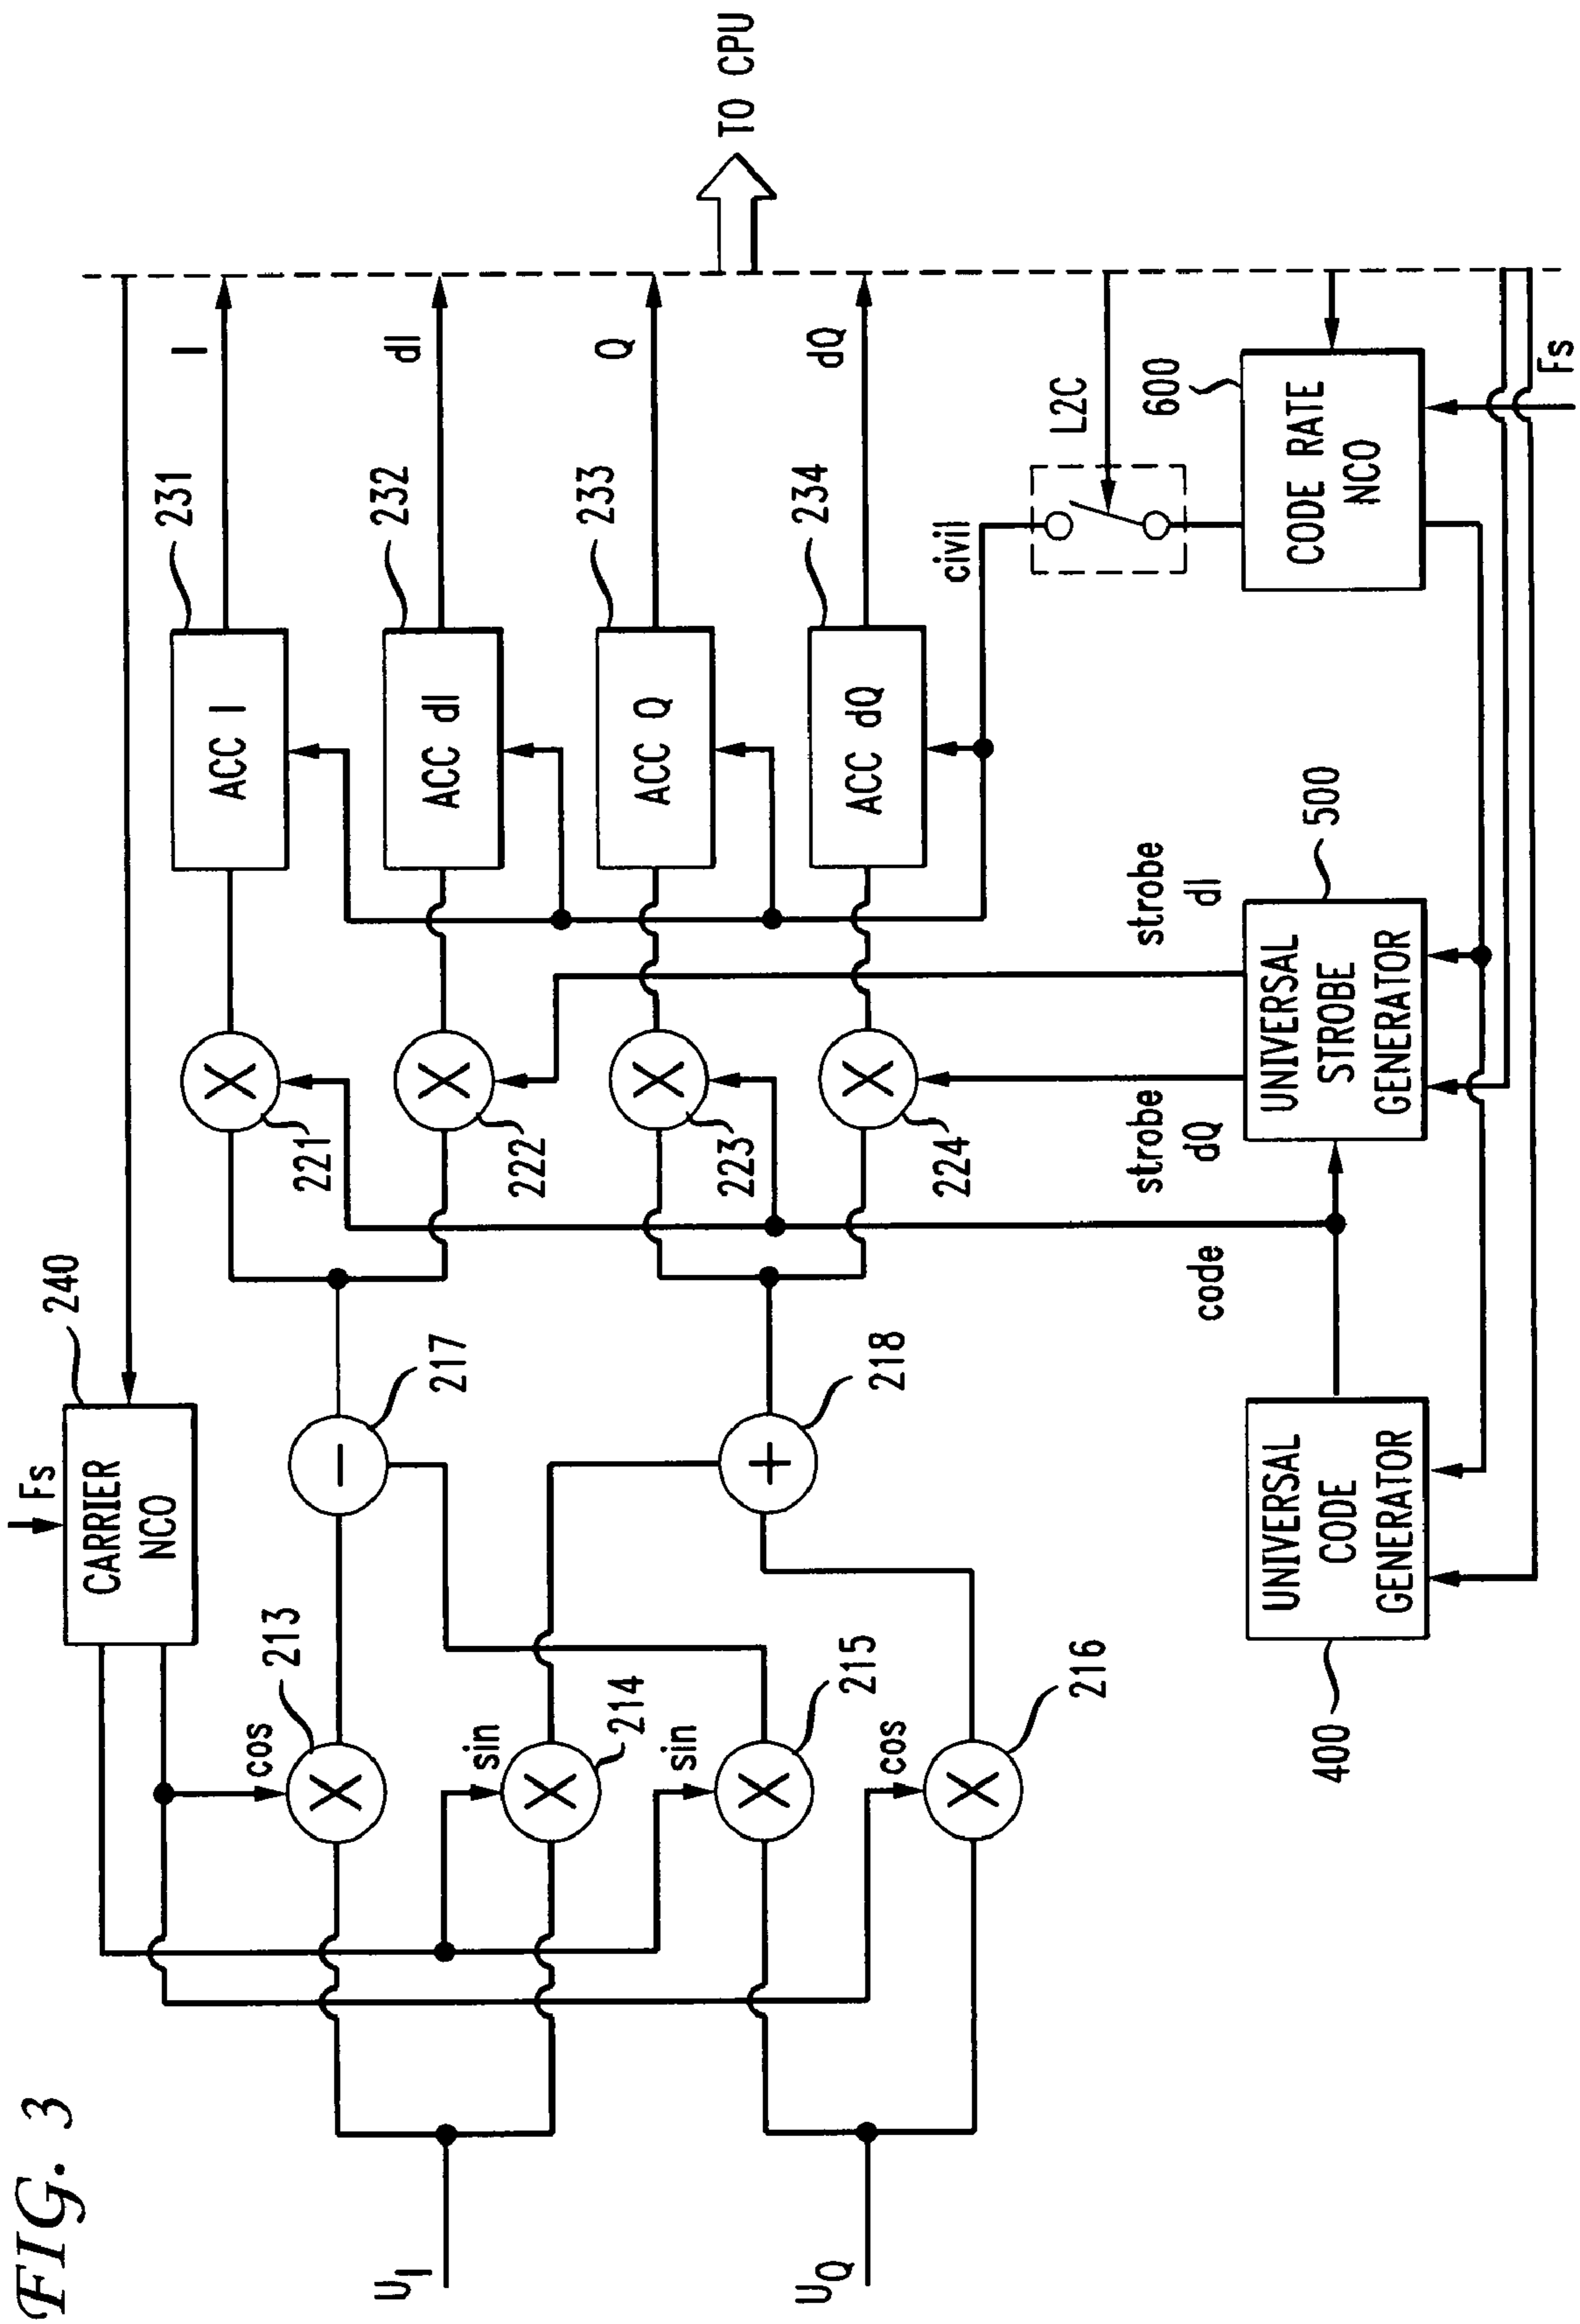 FIG. 3
Fs
CARRIER
NCO
240
I
dI
Q
dQ
TO CPU
231
ACC I
232
ACC dI
233
ACC Q
234
ACC dQ
cos
213
X
sin
214
X
sin
215
X
cos
216
X
217
−
218
+
221
X
222
X
223
X
224
X
U_I
U_Q
civil
L2C
600
CODE RATE
NCO
Fs
strobe
dI
strobe
dQ
500
UNIVERSAL
STROBE
GENERATOR
code
400
UNIVERSAL
CODE
GENERATOR